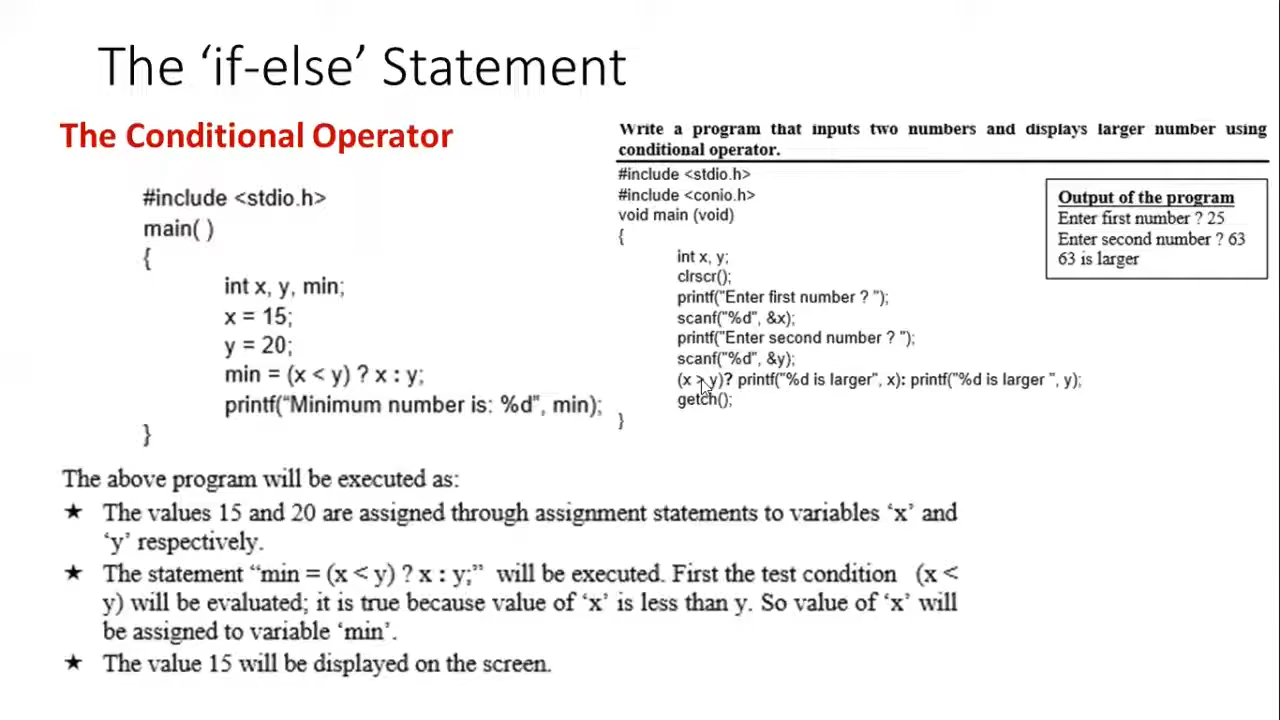 The ‘if-else’ Statement
The Conditional Operator
#include <stdio.h>
main( )
{
int x, y, min;
x = 15;
y = 20;
min = (x < y) ? x : y;
printf(“Minimum number is: %d”, min);
}
Write a program that inputs two numbers and displays larger number using
conditional operator.
#include <stdio.h>
#include <conio.h>
void main (void)
{
int x, y;
clrscr();
printf("Enter first number ? ");
scanf("%d", &x);
printf("Enter second number ? ");
scanf("%d", &y);
(x > y)? printf("%d is larger", x): printf("%d is larger ", y);
getch();
}
Output of the program
Enter first number ? 25
Enter second number ? 63
63 is larger
The above program will be executed as:
★ The values 15 and 20 are assigned through assignment statements to variables ‘x’ and
‘y’ respectively.
★ The statement “min = (x < y) ? x : y;” will be executed. First the test condition (x <
y) will be evaluated; it is true because value of ‘x’ is less than y. So value of ‘x’ will
be assigned to variable ‘min’.
★ The value 15 will be displayed on the screen.